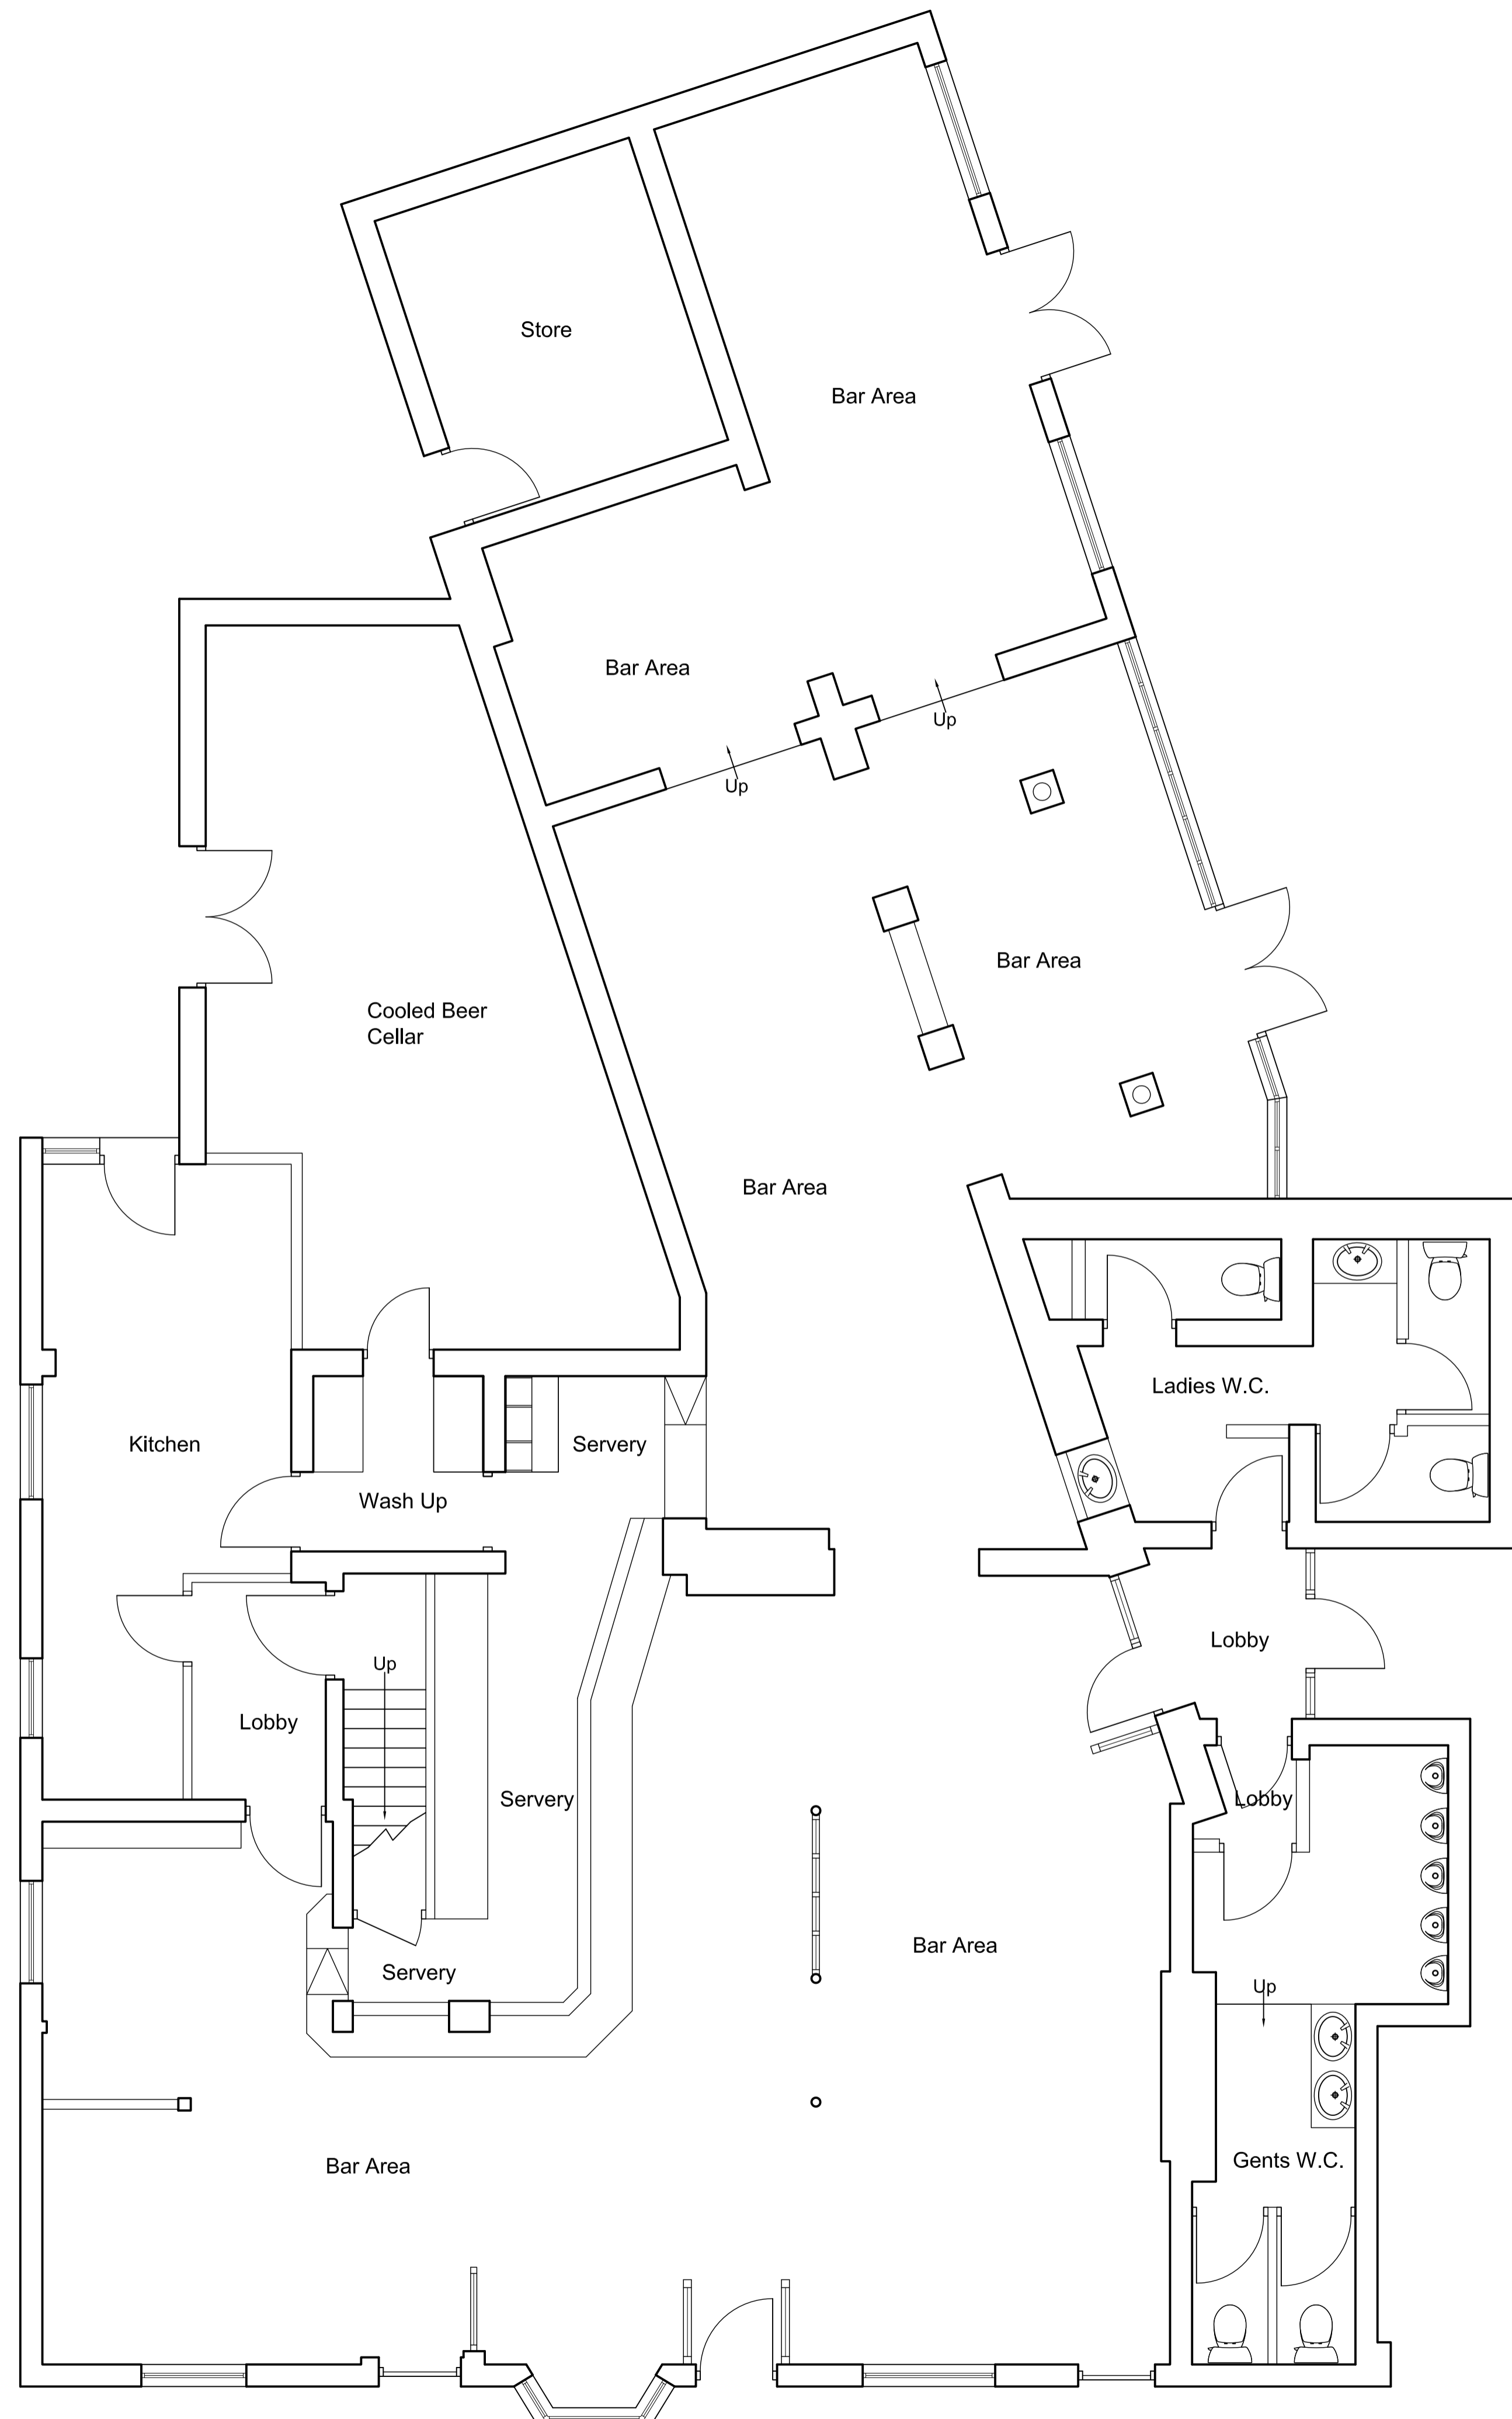 Store
Bar Area
Bar Area
Up
Up
Bar Area
Cooled Beer
Cellar
Bar Area
Ladies W.C.
Kitchen
Servery
Wash Up
Lobby
Up
Lobby
Servery
Lobby
Bar Area
Servery
Up
Gents W.C.
Bar Area